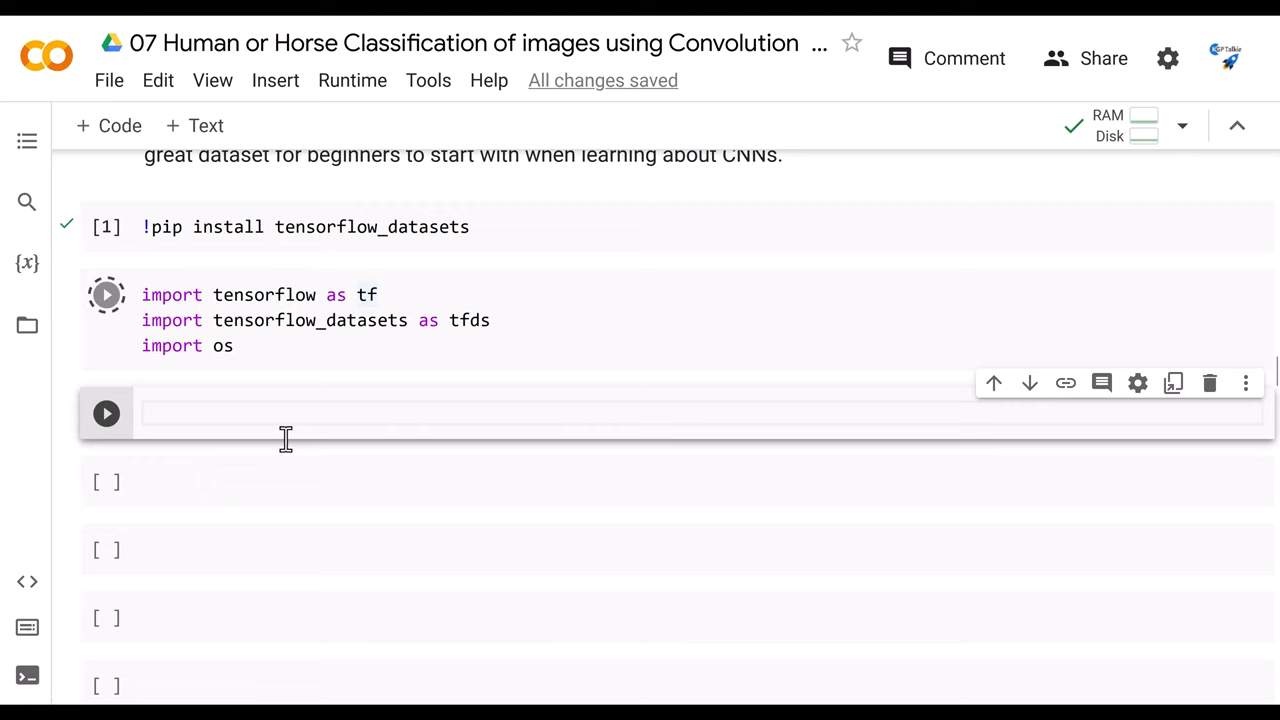 07 Human or Horse Classification of images using Convolution ...
File Edit View Insert Runtime Tools Help All changes saved
Comment Share
KGP Talkie
+ Code + Text
RAM
Disk
great dataset for beginners to start with when learning about CNNs.
[1] !pip install tensorflow_datasets
import tensorflow as tf
import tensorflow_datasets as tfds
import os
{x}
[ ]
[ ]
[ ]
[ ]